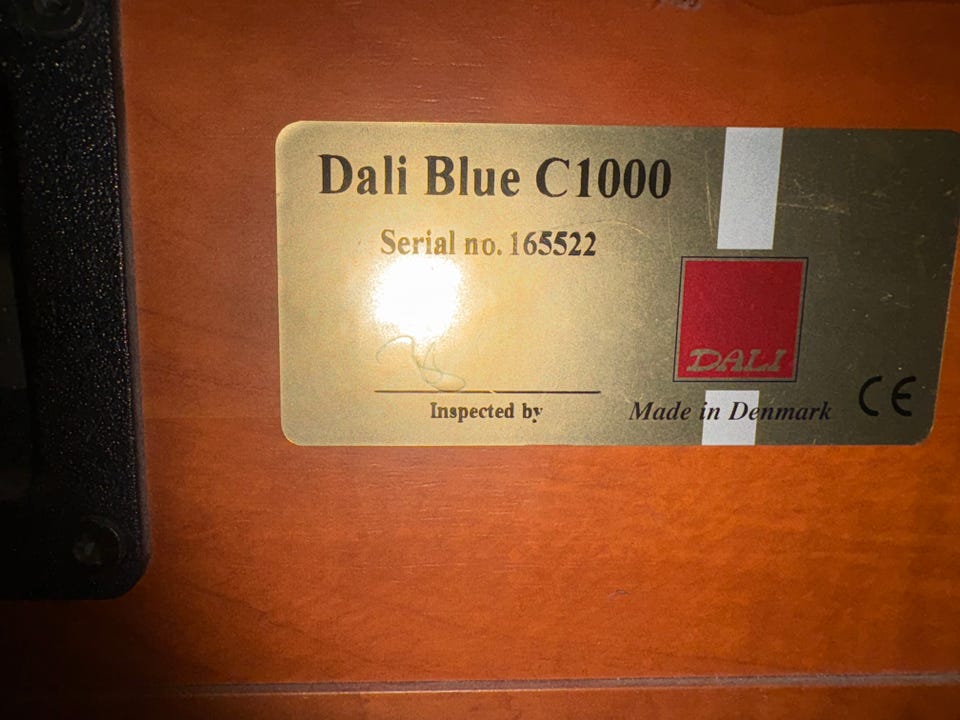 Dali Blue C1000
Serial no. 165522
DALI
Inspected by
Made in Denmark
CE